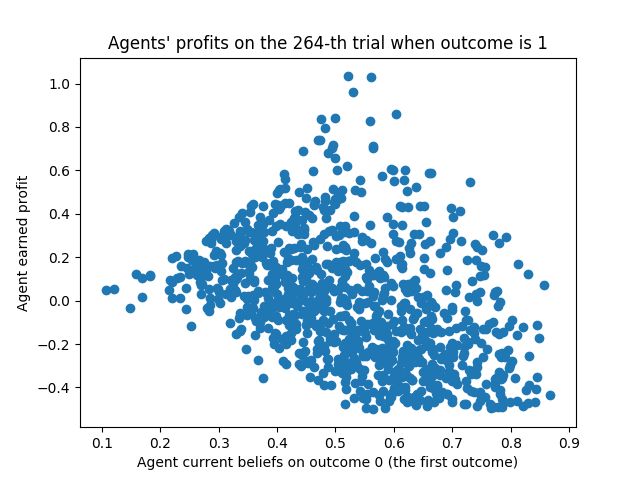 Agents' profits on the 264-th trial when outcome is 1
Agent earned profit
1.0
0.8
0.6
0.4
0.2
0.0
−0.2
−0.4
0.1 0.2 0.3 0.4 0.5 0.6 0.7 0.8 0.9
Agent current beliefs on outcome 0 (the first outcome)